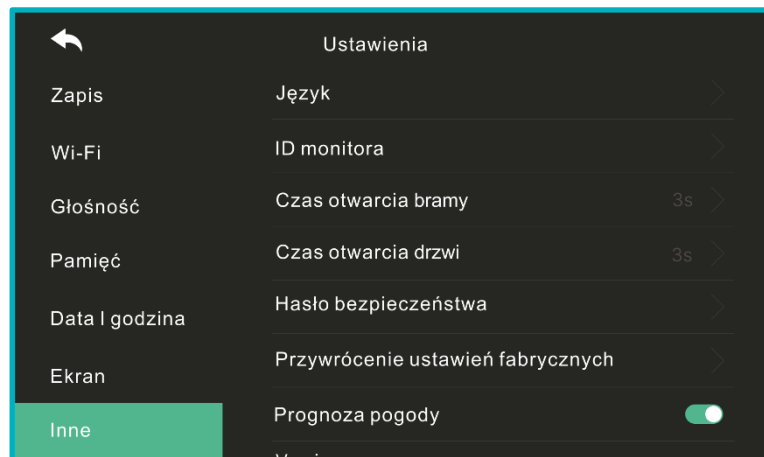 Ustawienia
Zapis
Wi-Fi
Głośność
Pamięć
Data I godzina
Ekran
Inne
Język
ID monitora
Czas otwarcia bramy 3s
Czas otwarcia drzwi 3s
Hasło bezpieczeństwa
Przywrócenie ustawień fabrycznych
Prognoza pogody